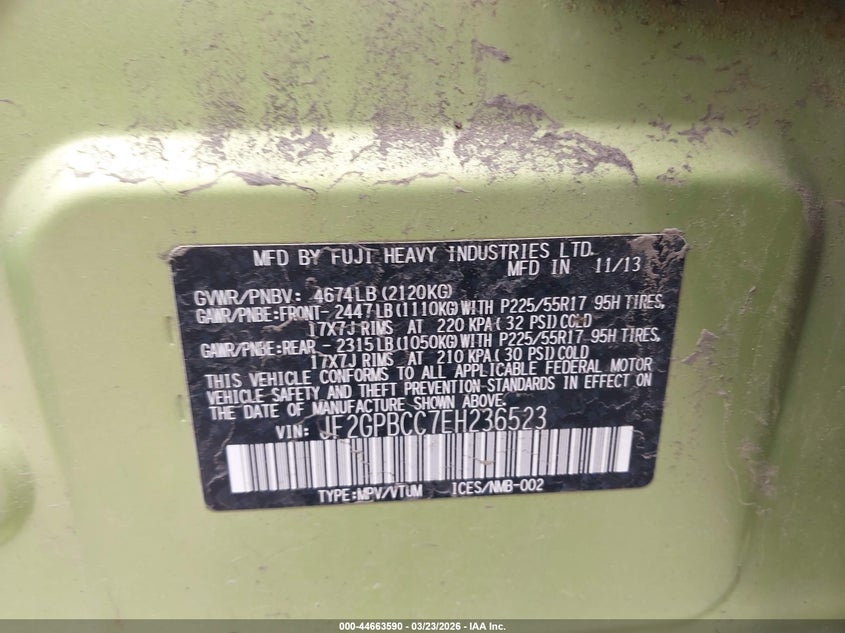 MFD BY FUJI HEAVY INDUSTRIES LTD.
MFD IN 11/13
GVWR/PNBV: 4674LB(2120KG)
GAWR/PNBE:FRONT-2447LB(1110KG)WITH P225/55R17 95H TIRES,
17X7J RIMS AT 220 KPA( 32 PSI)COLD
GAWR/PNBE:REAR -2315LB(1050KG)WITH P225/55R17 95H TIRES,
17X7J RIMS AT 210 KPA( 30 PSI)COLD
THIS VEHICLE CONFORMS TO ALL APPLICABLE FEDERAL MOTOR
VEHICLE SAFETY AND THEFT PREVENTION STANDARDS IN EFFECT ON
THE DATE OF MANUFACTURE SHOWN ABOVE.
VIN: JF2GPBCC7EH236523
TYPE:MPV/VTUM ICES/NMB-002
000-44663590 - 03/23/2026 - IAA Inc.